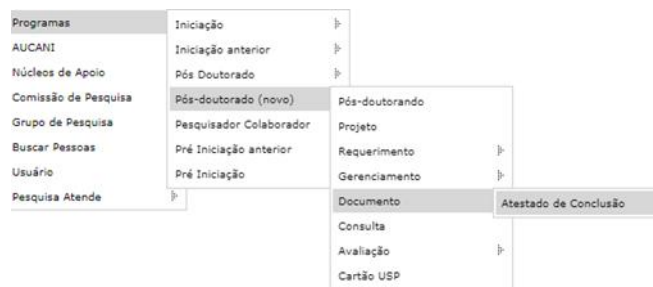 Programas
AUCANI
Núcleos de Apoio
Comissão de Pesquisa
Grupo de Pesquisa
Buscar Pessoas
Usuário
Pesquisa Atende
Iniciação
Iniciação anterior
Pós Doutorado
Pós-doutorado (novo)
Pesquisador Colaborador
Pré Iniciação anterior
Pré Iniciação
Pós-doutorando
Projeto
Requerimento
Gerenciamento
Documento
Consulta
Avaliação
Cartão USP
Atestado de Conclusão